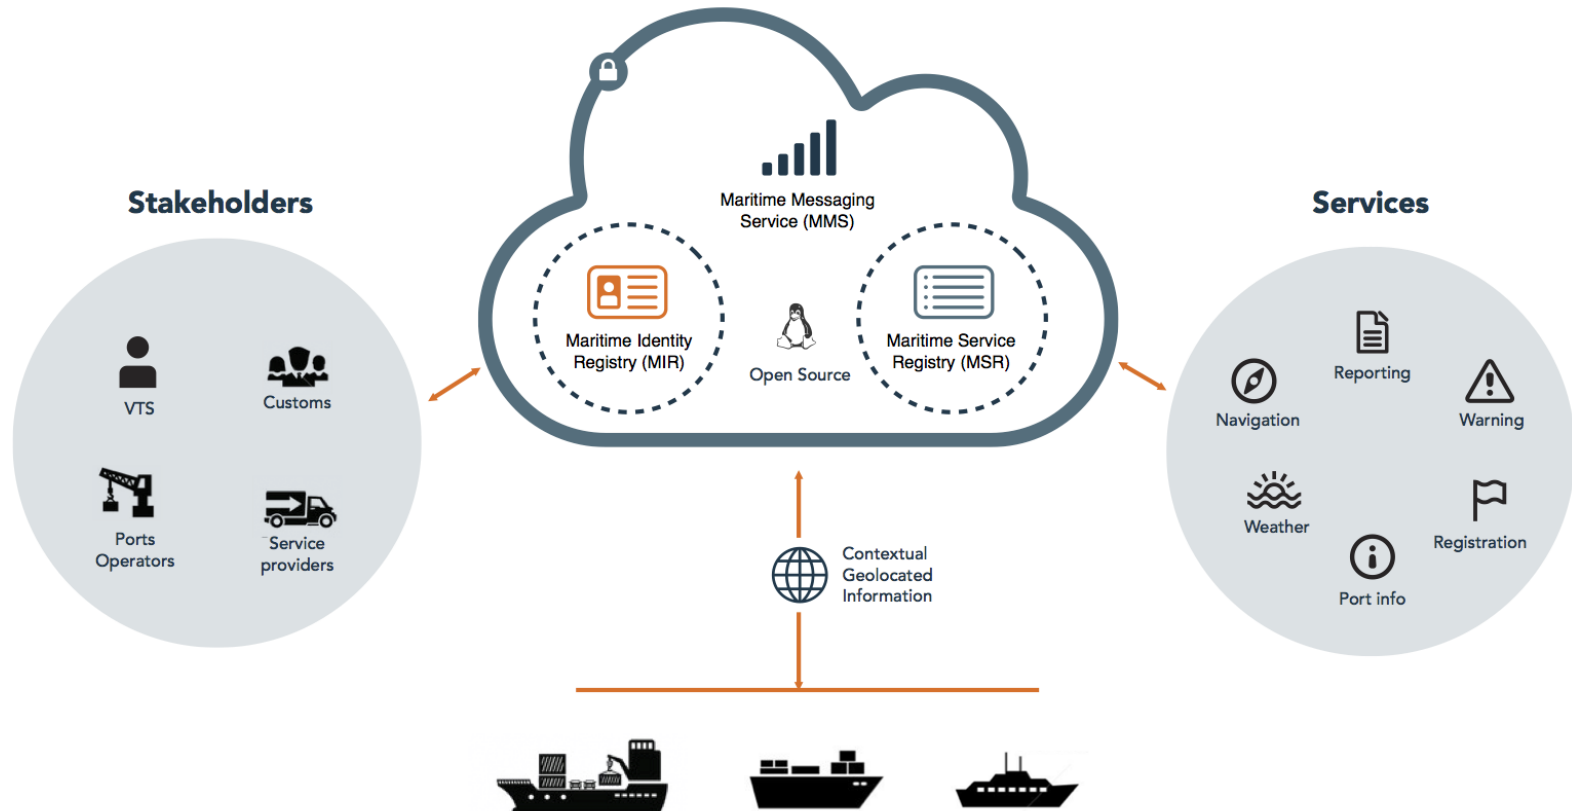 Maritime Messaging
Service (MMS)
Stakeholders
Services
Maritime Identity
Registry (MIR)
Open Source
Maritime Service
Registry (MSR)
VTS
Customs
Ports
Operators
Service
providers
Reporting
Navigation
Warning
Weather
Registration
Port info
Contextual
Geolocated
Information